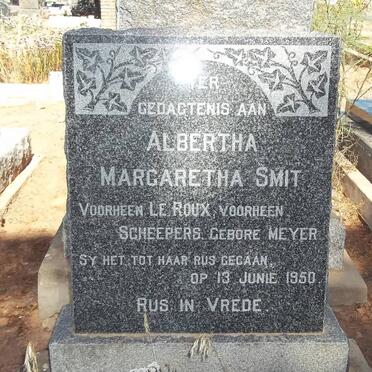 TER
GEDAGTENIS AAN
ALBERTHA
MARGARETHA SMIT
VOORHEEN LE ROUX, VOORHEEN
SCHEEPERS, GEBORE MEYER.
SY HET TOT HAAR RUS GEGAAN,
OP 13 JUNIE 1950.
RUS IN VREDE.